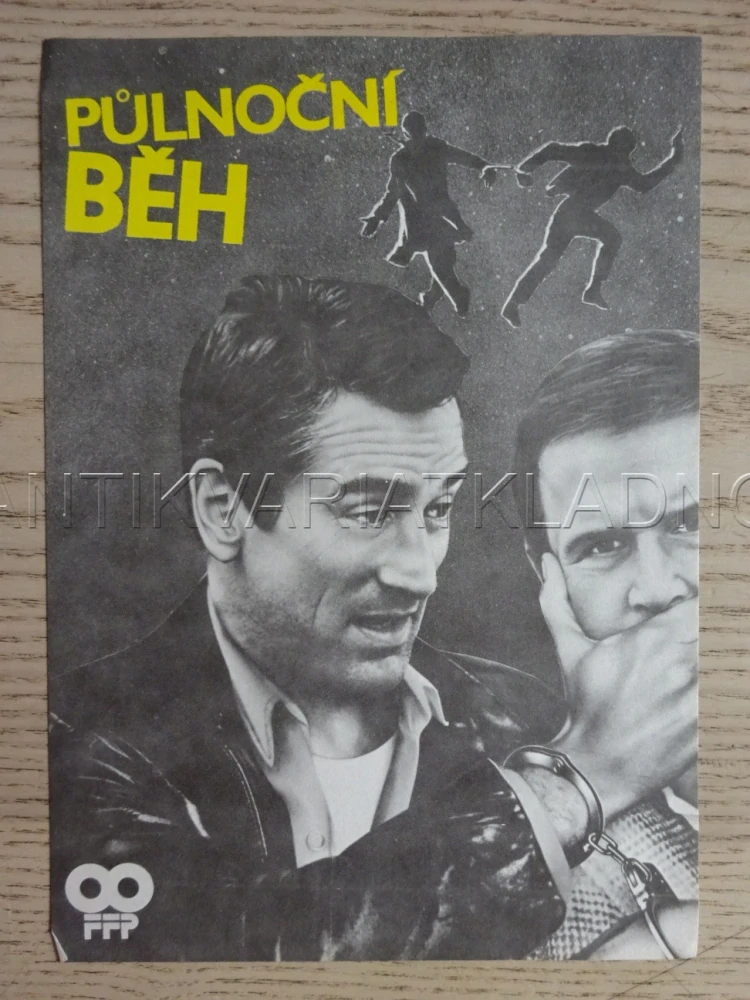 PŮLNOČNÍ
BĚH
ANTIKVARIATKLADNO
FFP